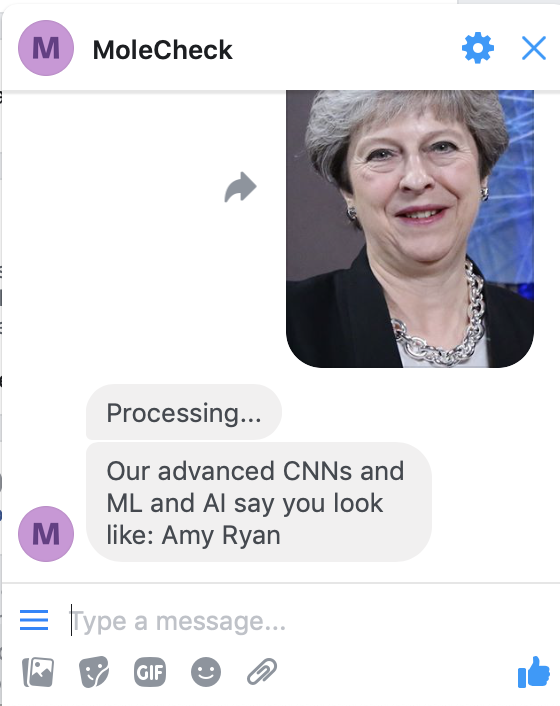 M MoleCheck
Processing...
Our advanced CNNs and
ML and AI say you look
like: Amy Ryan
M
Type a message...
GIF